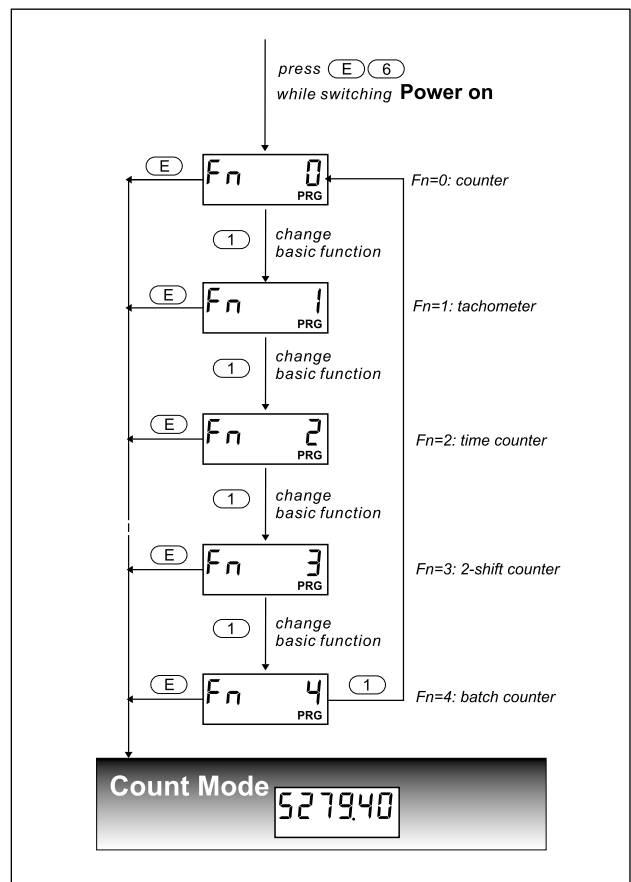 press E 6
while switching Power on
E Fn 0 PRG Fn=0: counter
1 change
basic function
E Fn 1 PRG Fn=1: tachometer
1 change
basic function
E Fn 2 PRG Fn=2: time counter
1 change
basic function
E Fn 3 PRG Fn=3: 2-shift counter
1 change
basic function
E Fn 4 PRG 1 Fn=4: batch counter
Count Mode 5279.40